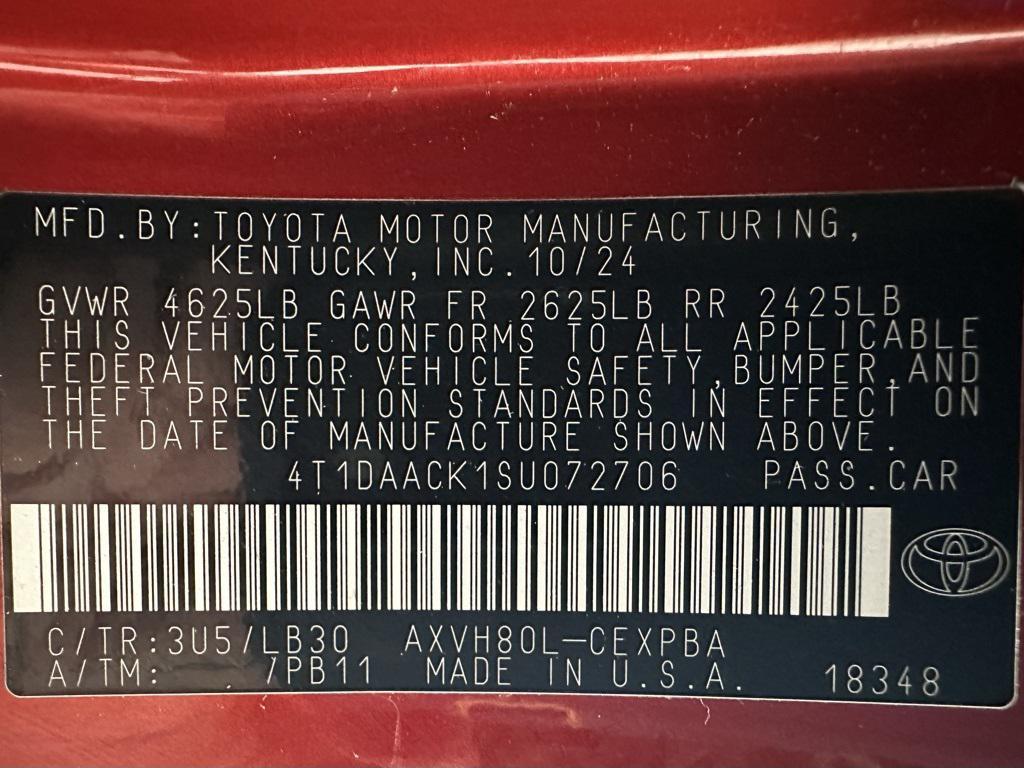 MFD.BY:TOYOTA MOTOR MANUFACTURING,
KENTUCKY,INC.10/24
GVWR 4625LB GAWR FR 2625LB RR 2425LB
THIS VEHICLE CONFORMS TO ALL APPLICABLE
FEDERAL MOTOR VEHICLE SAFETY,BUMPER,AND
THEFT PREVENTION STANDARDS IN EFFECT ON
THE DATE OF MANUFACTURE SHOWN ABOVE.
4T1DAACK1SU072706 PASS.CAR
C/TR:3U5/LB30 AXVH80L-CEXPBA
A/TM: /PB11 MADE IN U.S.A. 18348